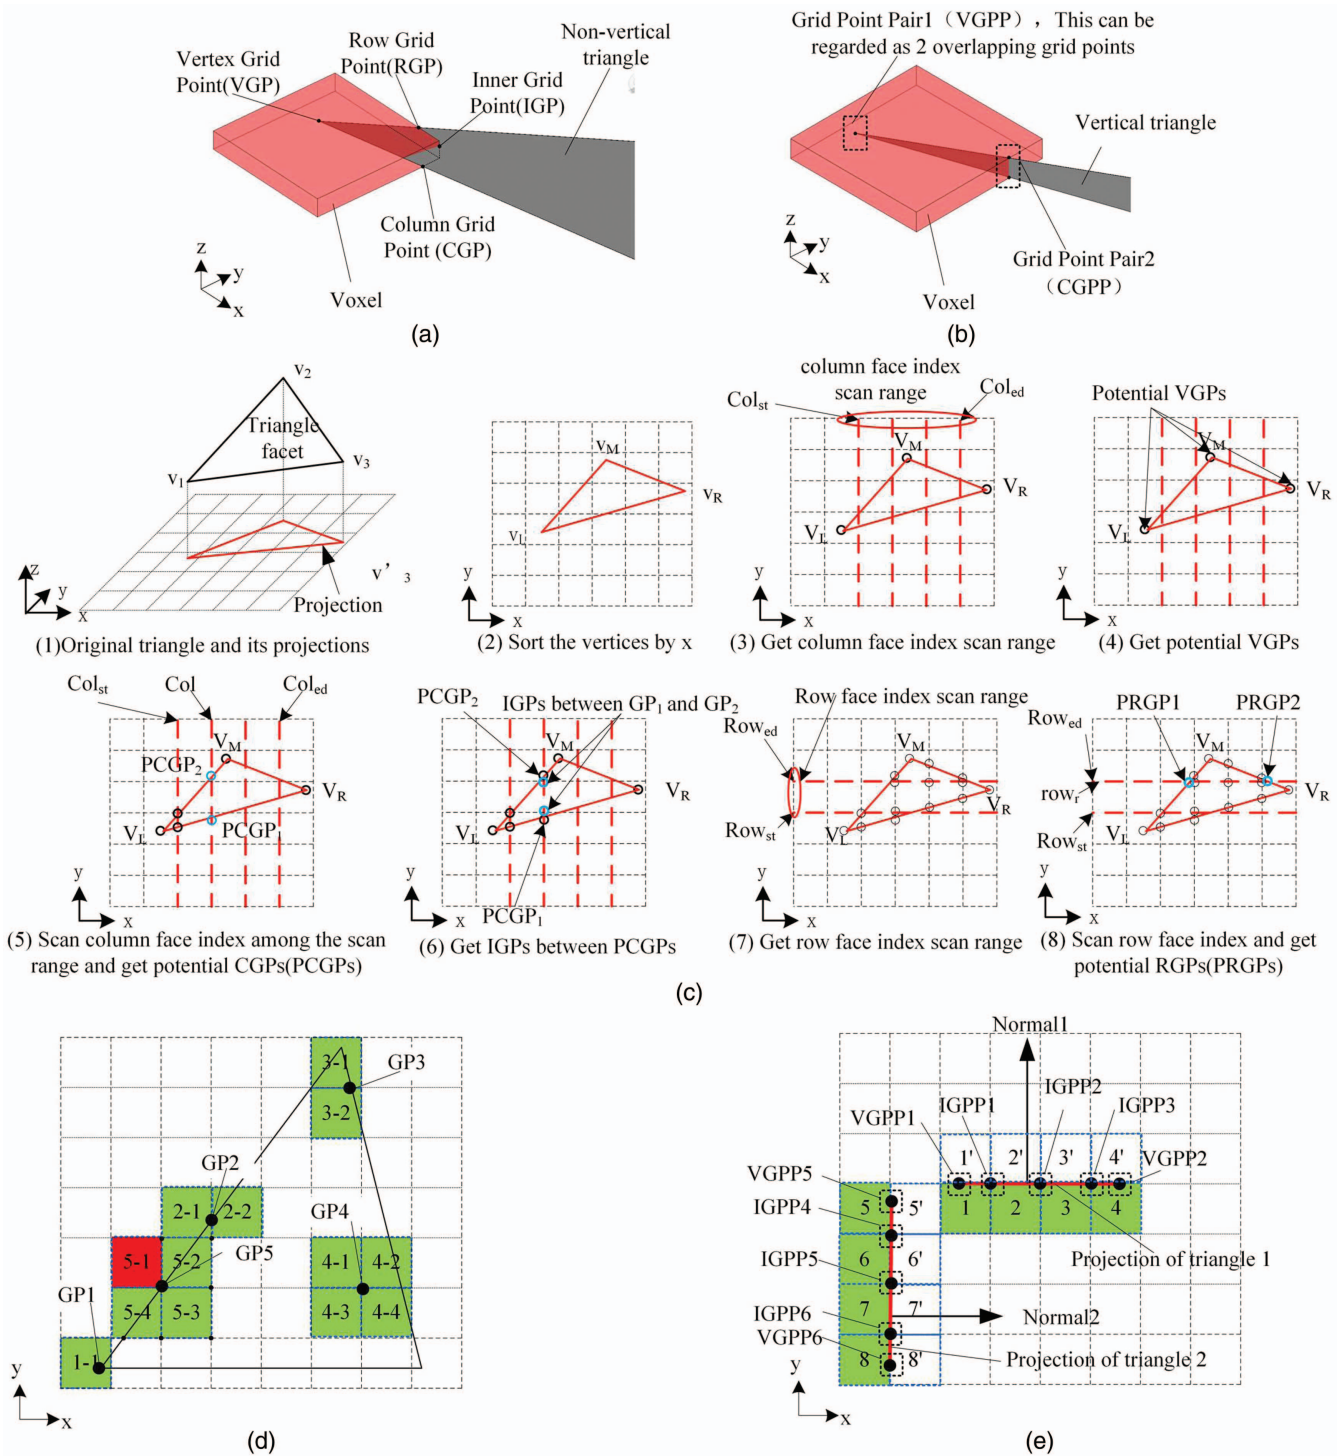 Vertex Grid
Point(VGP)
Row Grid
Point(RGP)
Non-vertical
triangle
Inner Grid
Point(IGP)
Column Grid
Point (CGP)
Voxel
z
y
x
(a)
Grid Point Pair1（VGPP）, This can be
regarded as 2 overlapping grid points
Vertical triangle
Grid Point Pair2
（CGPP）
Voxel
z
y
x
(b)
v2
Triangle
facet
v3
v1
v'3
Projection
z
y
x
(1)Original triangle and its projections
vM
vR
vL
y
x
(2) Sort the vertices by x
column face index
scan range
Colst
Coled
VM
VR
VL
y
x
(3) Get column face index scan range
Potential VGPs
VM
VR
VL
y
x
(4) Get potential VGPs
Colst
Col
Coled
VM
PCGP2
VR
VL
PCGP1
y
x
(5) Scan column face index among the scan
range and get potential CGPs(PCGPs)
PCGP2
IGPs between GP1 and GP2
VM
VR
VL
PCGP1
y
x
(6) Get IGPs between PCGPs
Row face index scan range
Rowed
VM
VR
Rowst
VL
y
x
(7) Get row face index scan range
PRGP1
PRGP2
Rowed
VM
rowr
VR
Rowst
VL
y
x
(8) Scan row face index and get
potential RGPs(PRGPs)
(c)
3-1
GP3
3-2
GP2
2-1
2-2
GP4
5-1
5-2
GP5
4-1
4-2
GP1
5-4
5-3
4-3
4-4
1-1
y
x
(d)
Normal1
IGPP2
VGPP1
IGPP1
IGPP3
1'
2'
3'
4'
VGPP2
VGPP5
5
5'
1
2
3
4
IGPP4
6
6'
Projection of triangle 1
IGPP5
7
7'
Normal2
IGPP6
VGPP6
8
8'
Projection of triangle 2
y
x
(e)